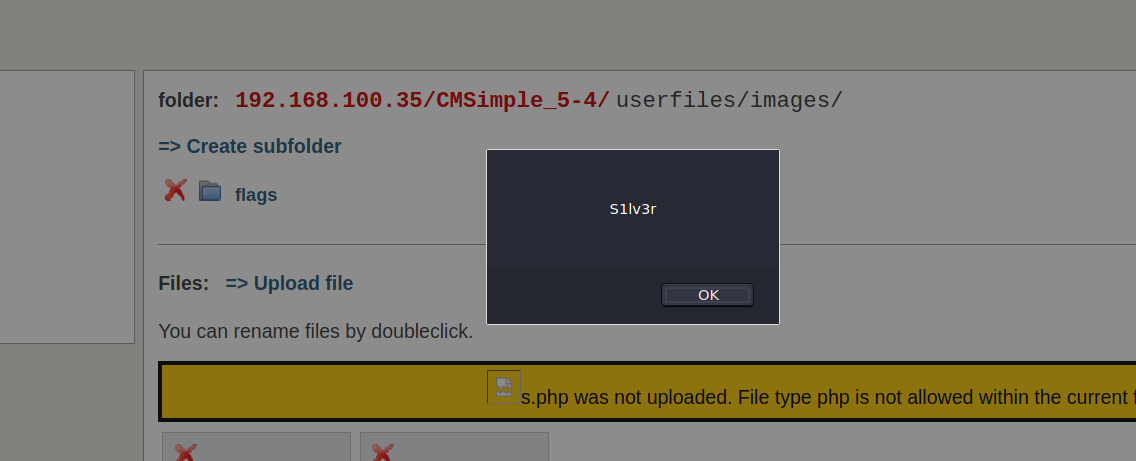 folder: 192.168.100.35/CMSimple_5-4/ userfiles/images/
=> Create subfolder
flags
S1lv3r
OK
Files: => Upload file
You can rename files by doubleclick.
s.php was not uploaded. File type php is not allowed within the current f